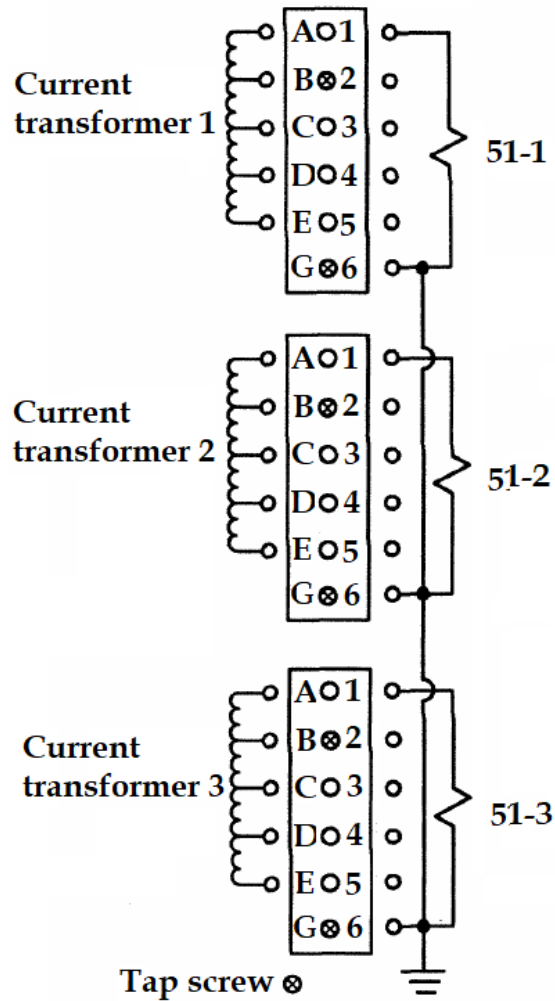 A 1
B 2
C 3
D 4
E 5
G 6
Current
transformer 1
51-1
A 1
B 2
C 3
D 4
E 5
G 6
Current
transformer 2
51-2
A 1
B 2
C 3
D 4
E 5
G 6
Current
transformer 3
51-3
Tap screw